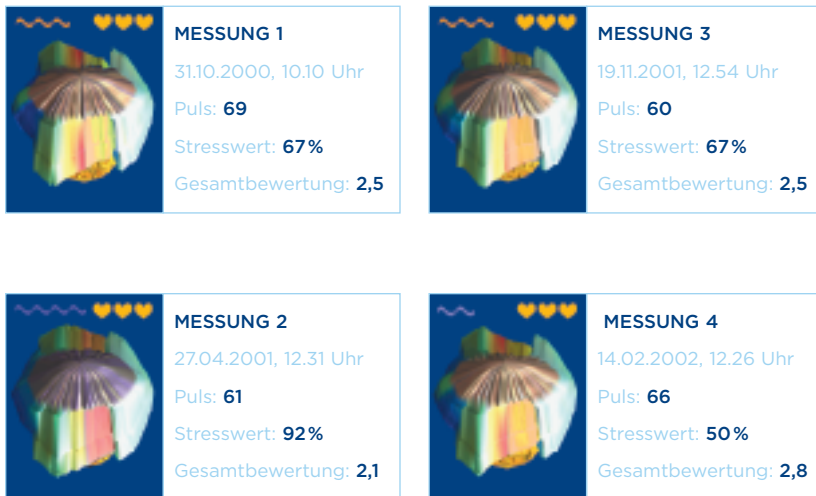 MESSUNG 1
31.10.2000, 10.10 Uhr
Puls: 69
Stresswert: 67%
Gesamtbewertung: 2,5
MESSUNG 3
19.11.2001, 12.54 Uhr
Puls: 60
Stresswert: 67%
Gesamtbewertung: 2,5
MESSUNG 2
27.04.2001, 12.31 Uhr
Puls: 61
Stresswert: 92%
Gesamtbewertung: 2,1
MESSUNG 4
14.02.2002, 12.26 Uhr
Puls: 66
Stresswert: 50%
Gesamtbewertung: 2,8